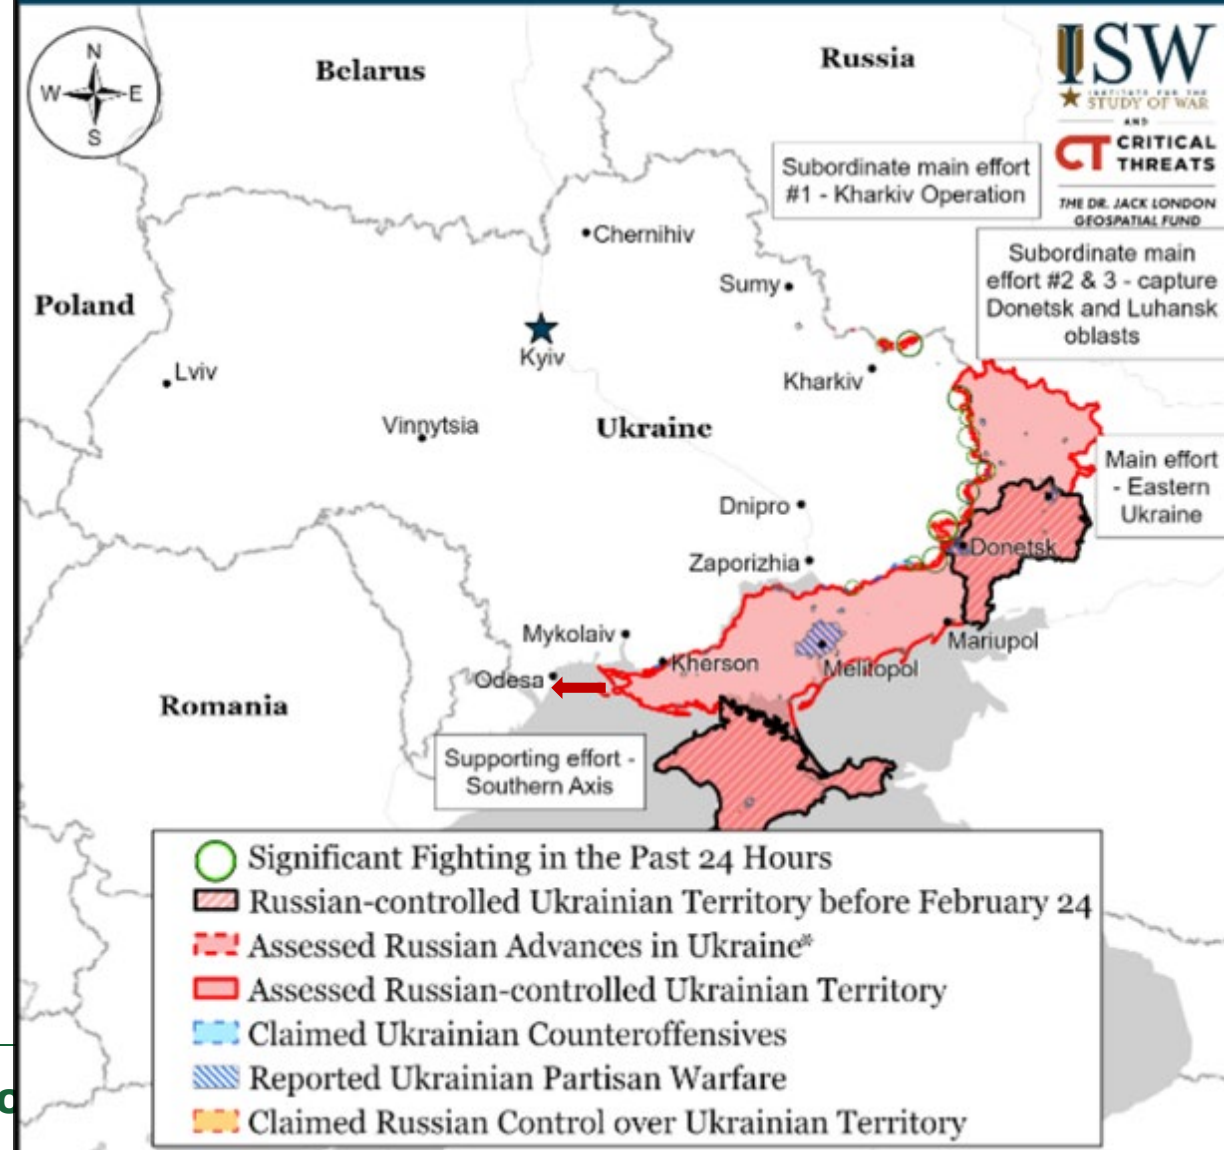 N
W
E
S
Belarus
Russia
ISW
INSTITUTE FOR THE
STUDY OF WAR
AND
CT CRITICAL
THREATS
THE DR. JACK LONDON
GEOSPATIAL FUND
Subordinate main effort
#1 - Kharkiv Operation
Subordinate main
effort #2 & 3 - capture
Donetsk and Luhansk
oblasts
Chernihiv
Sumy
Poland
Kyiv
Lviv
Kharkiv
Vinnytsia
Ukraine
Main effort
- Eastern
Ukraine
Dnipro
Donetsk
Zaporizhia
Mykolaiv
Mariupol
Kherson
Melitopol
Odesa
Romania
Supporting effort -
Southern Axis
Significant Fighting in the Past 24 Hours
Russian-controlled Ukrainian Territory before February 24
Assessed Russian Advances in Ukraine*
Assessed Russian-controlled Ukrainian Territory
Claimed Ukrainian Counteroffensives
Reported Ukrainian Partisan Warfare
Claimed Russian Control over Ukrainian Territory